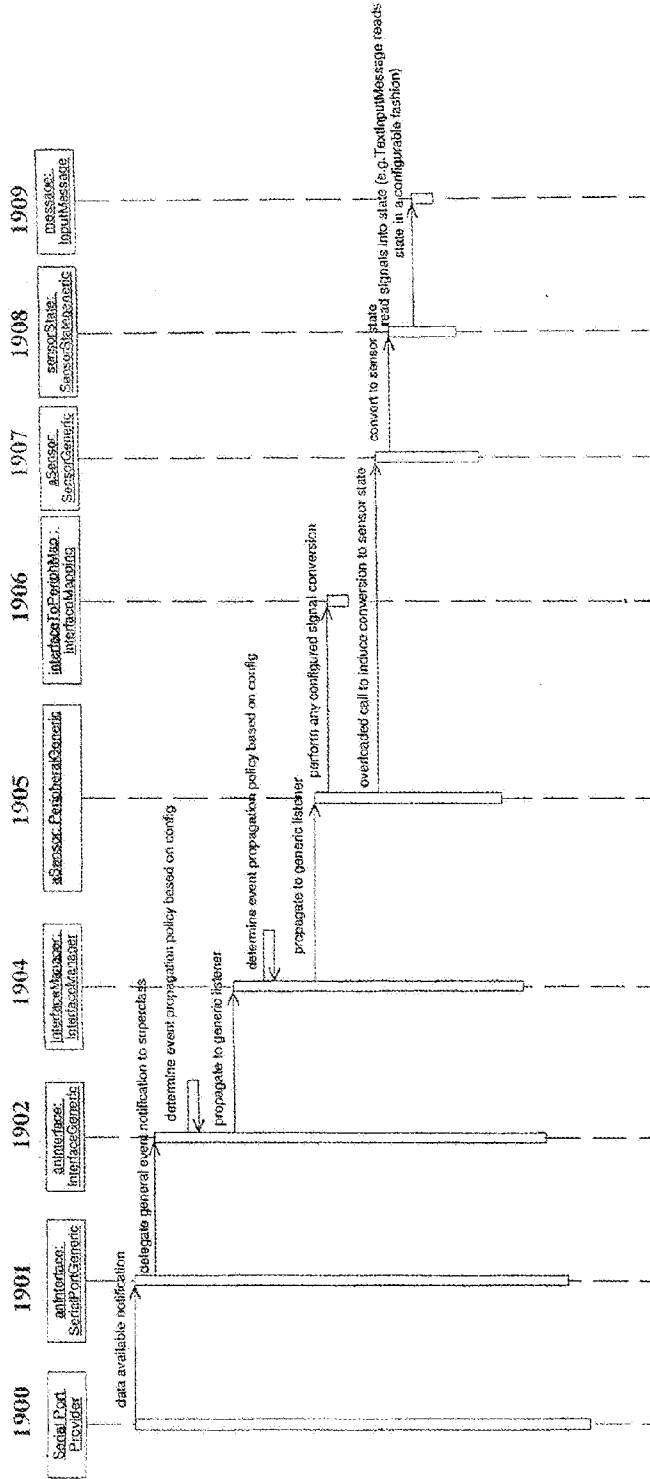 1900
1901
1902
1904
1905
1906
1907
1908
1909
Serial Port
Provider
anInterface:
SerialPortGeneric
anInterface:
InterfaceGeneric
interfaceManager:
InterfaceManager
aSensor: PeripheralGeneric
interfaceToPeriphMap :
InterfaceMapping
aSensor:
SensorGeneric
sensorState:
SensorStategeneric
message:
InputMessage
data available notification
delegate general event notification to superclass
determine event propagation policy based on config
propagate to generic listener
determine event propagation policy based on config
propagate to generic listener
perform any configured signal conversion
overloaded call to induce conversion to sensor state
convert to sensor state
read signals into state (e.g.TextInputMessage reads
state in a configurable fashion)